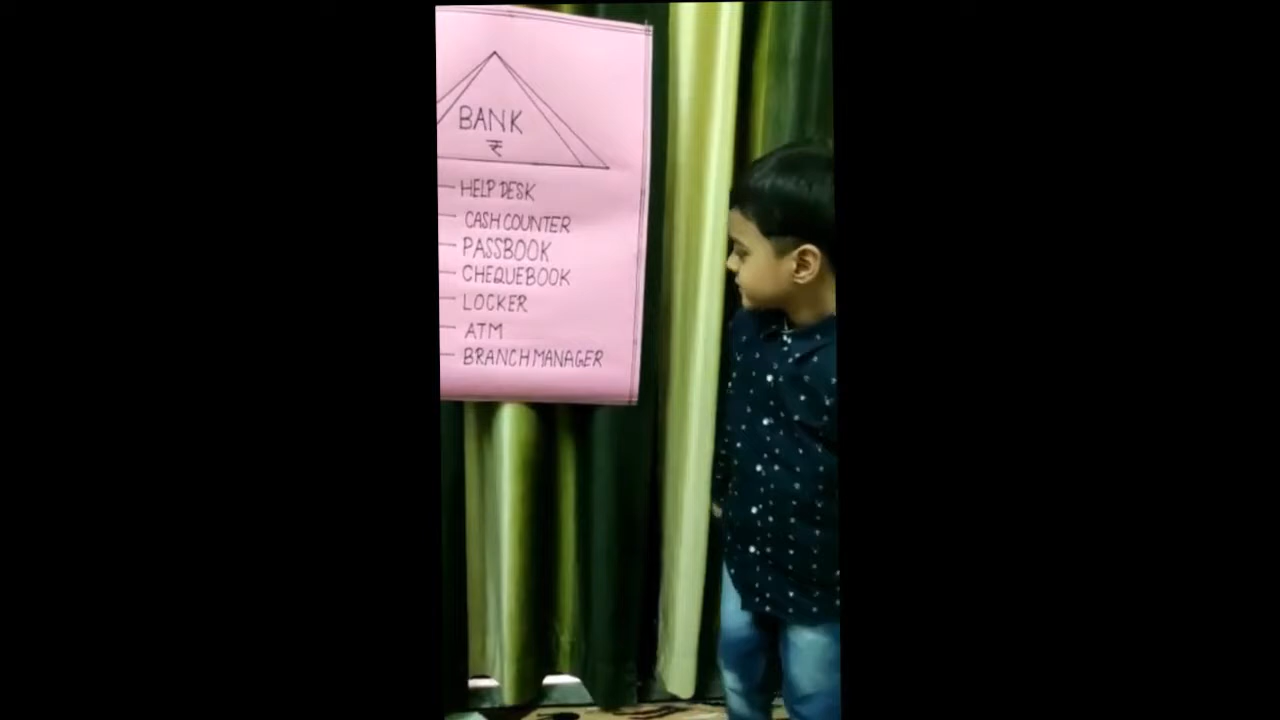 BANK
₹
HELP DESK
CASH COUNTER
PASSBOOK
CHEQUEBOOK
LOCKER
ATM
BRANCH MANAGER